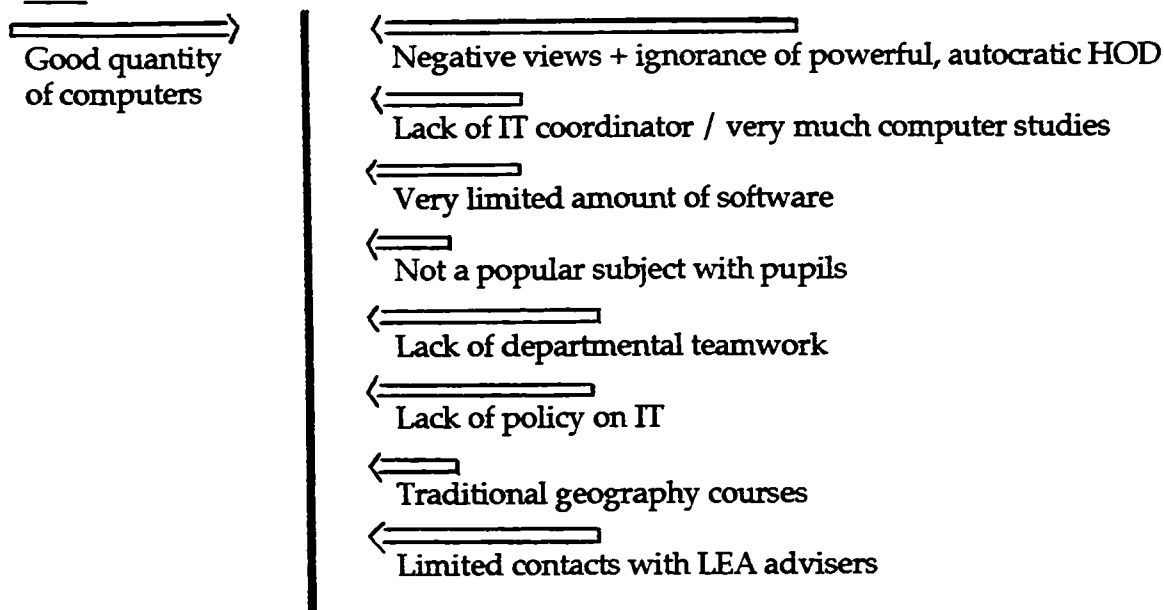 Good quantity
of computers
Negative views + ignorance of powerful, autocratic HOD
Lack of IT coordinator / very much computer studies
Very limited amount of software
Not a popular subject with pupils
Lack of departmental teamwork
Lack of policy on IT
Traditional geography courses
Limited contacts with LEA advisers